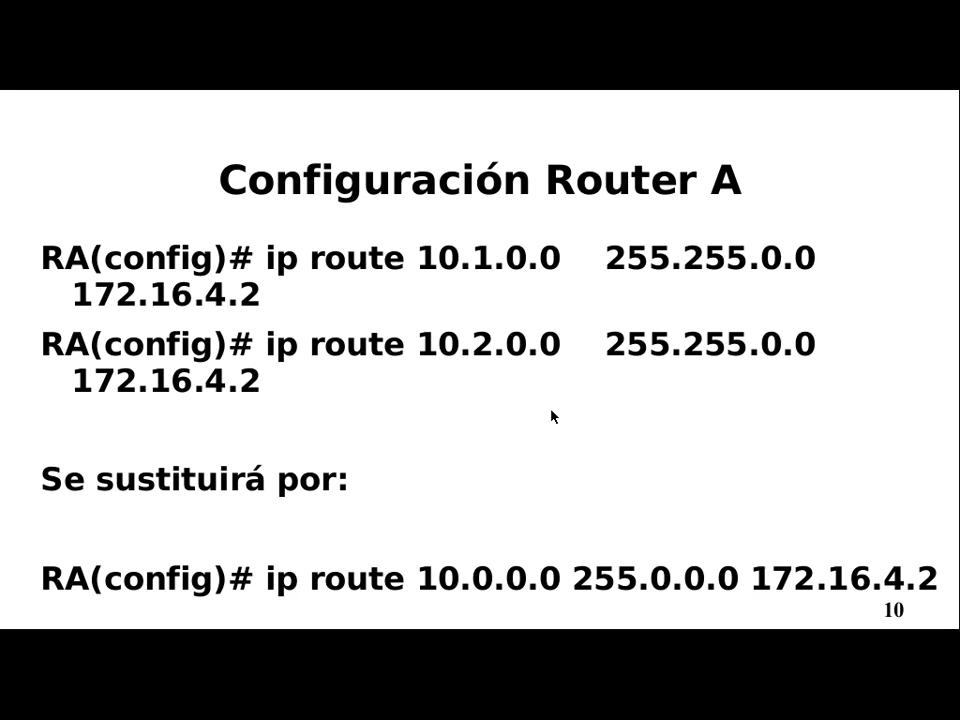 Configuración Router A
RA(config)# ip route 10.1.0.0 255.255.0.0
172.16.4.2
RA(config)# ip route 10.2.0.0 255.255.0.0
172.16.4.2
Se sustituirá por:
RA(config)# ip route 10.0.0.0 255.0.0.0 172.16.4.2
10